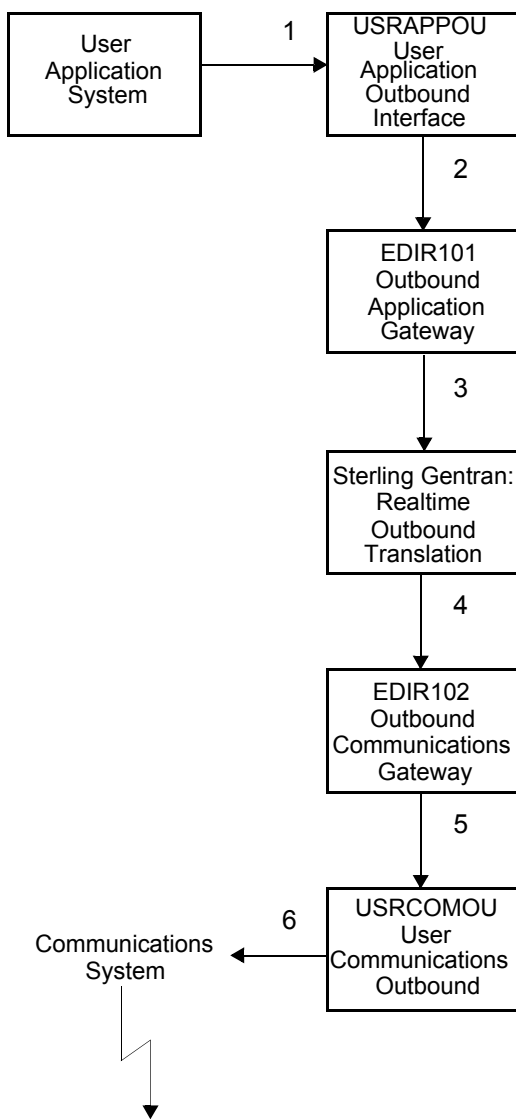 User
Application
System
1
USRAPPOU
User
Application
Outbound
Interface
2
EDIR101
Outbound
Application
Gateway
3
Sterling Gentran:
Realtime
Outbound
Translation
4
EDIR102
Outbound
Communications
Gateway
5
USRCOMOU
User
Communications
Outbound
6
Communications
System